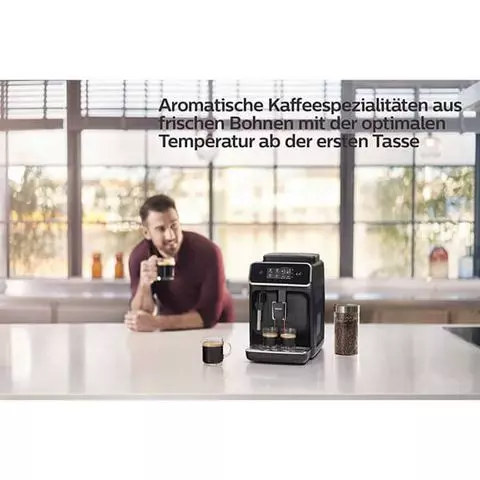 Aromatische Kaffeespezialitäten aus
frischen Bohnen mit der optimalen
Temperatur ab der ersten Tasse